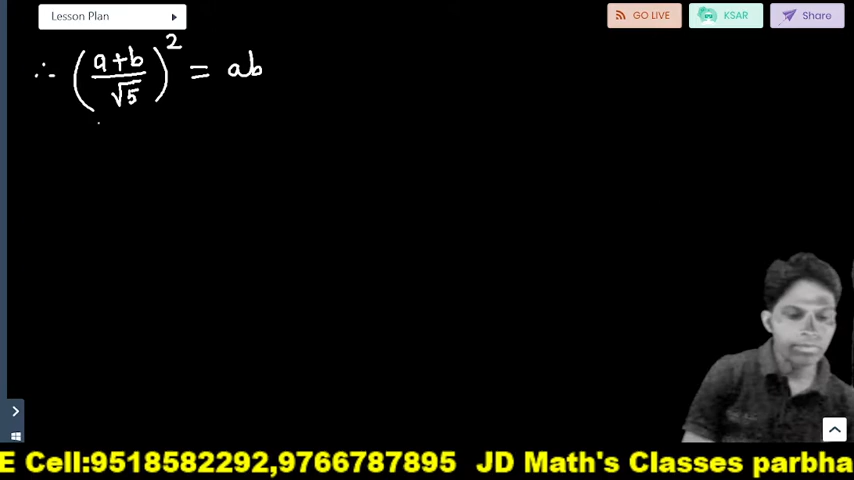 Lesson Plan
GO LIVE
KSAR
Share
∴ ((a+b)/√5)² = ab
E Cell:9518582292,9766787895 JD Math's Classes parbha